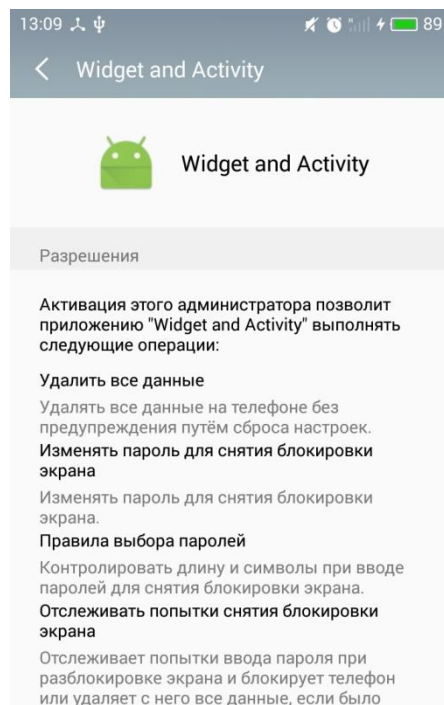 13:09 89
Widget and Activity
Widget and Activity
Разрешения
Активация этого администратора позволит
приложению "Widget and Activity" выполнять
следующие операции:
Удалить все данные
Удалять все данные на телефоне без
предупреждения путём сброса настроек.
Изменять пароль для снятия блокировки
экрана
Изменять пароль для снятия блокировки
экрана.
Правила выбора паролей
Контролировать длину и символы при вводе
паролей для снятия блокировки экрана.
Отслеживать попытки снятия блокировки
экрана
Отслеживает попытки ввода пароля при
разблокировке экрана и блокирует телефон
или удаляет с него все данные, если было